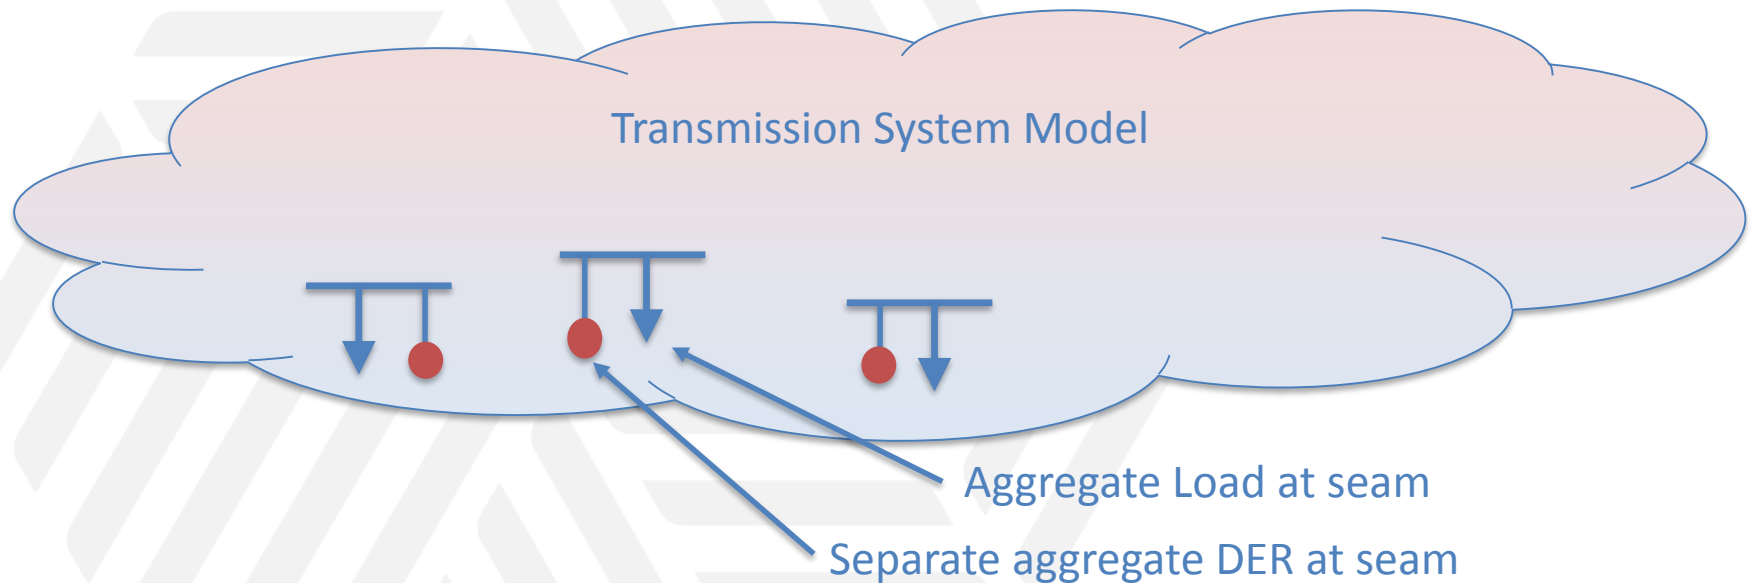 Transmission System Model
Aggregate Load at seam
Separate aggregate DER at seam